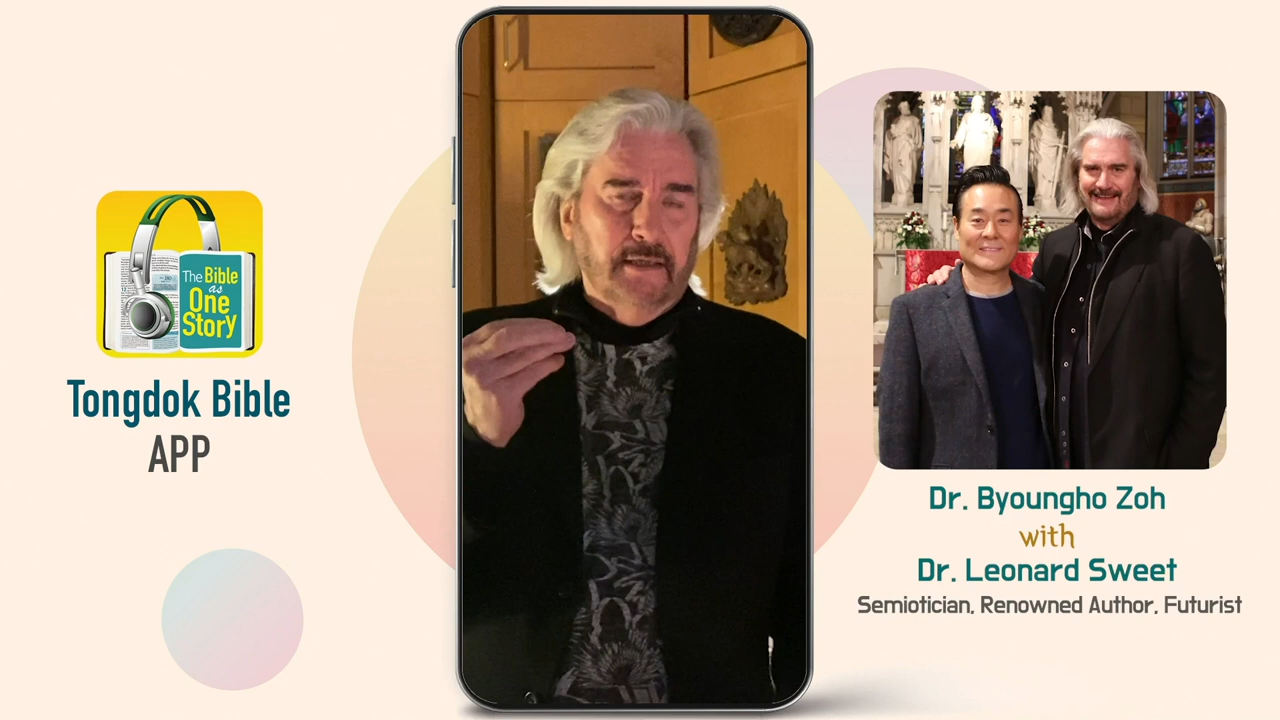 The Bible
as
One
Story
Tongdok Bible
APP
Dr. Byoungho Zoh
with
Dr. Leonard Sweet
Semiotician, Renowned Author, Futurist